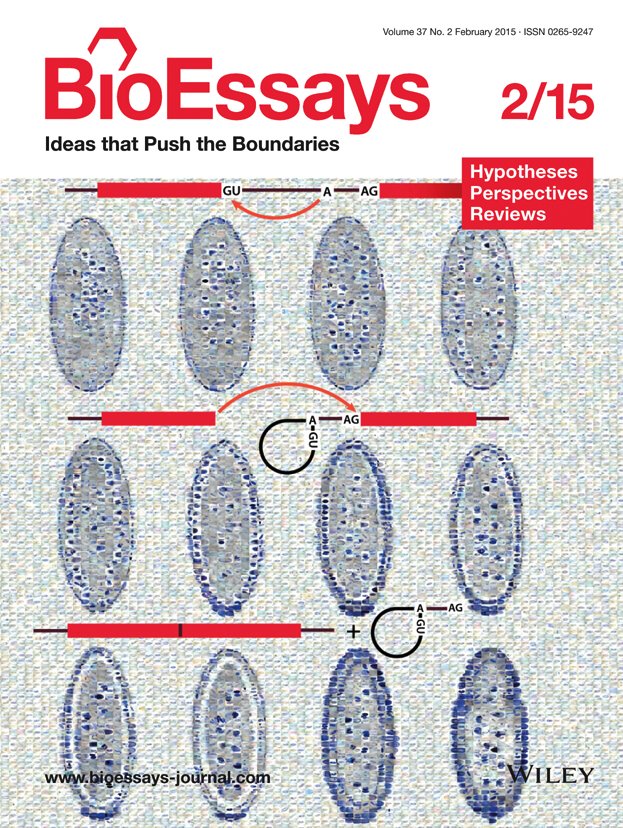 Volume 37 No. 2 February 2015 · ISSN 0265-9247
BioEssays
2/15
Ideas that Push the Boundaries
Hypotheses
Perspectives
Reviews
GU A AG
A AG
GU
A AG
GU
+
www.bioessays-journal.com
WILEY